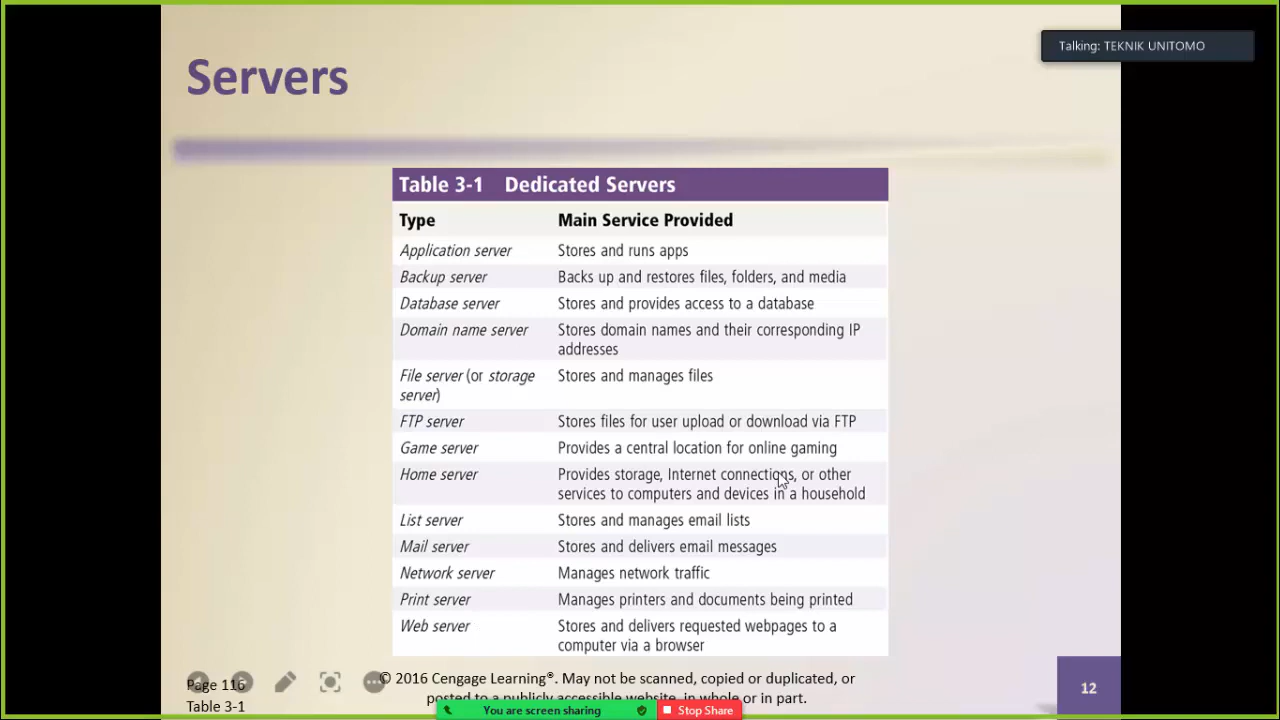 Talking: TEKNIK UNITOMO
Servers
Table 3-1 Dedicated Servers
Type Main Service Provided
Application server Stores and runs apps
Backup server Backs up and restores files, folders, and media
Database server Stores and provides access to a database
Domain name server Stores domain names and their corresponding IP
addresses
File server (or storage Stores and manages files
server)
FTP server Stores files for user upload or download via FTP
Game server Provides a central location for online gaming
Home server Provides storage, Internet connections, or other
services to computers and devices in a household
List server Stores and manages email lists
Mail server Stores and delivers email messages
Network server Manages network traffic
Print server Manages printers and documents being printed
Web server Stores and delivers requested webpages to a
computer via a browser
Page 116
Table 3-1
© 2016 Cengage Learning®. May not be scanned, copied or duplicated, or
posted to a publicly accessible website, in whole or in part.
12
You are screen sharing
Stop Share